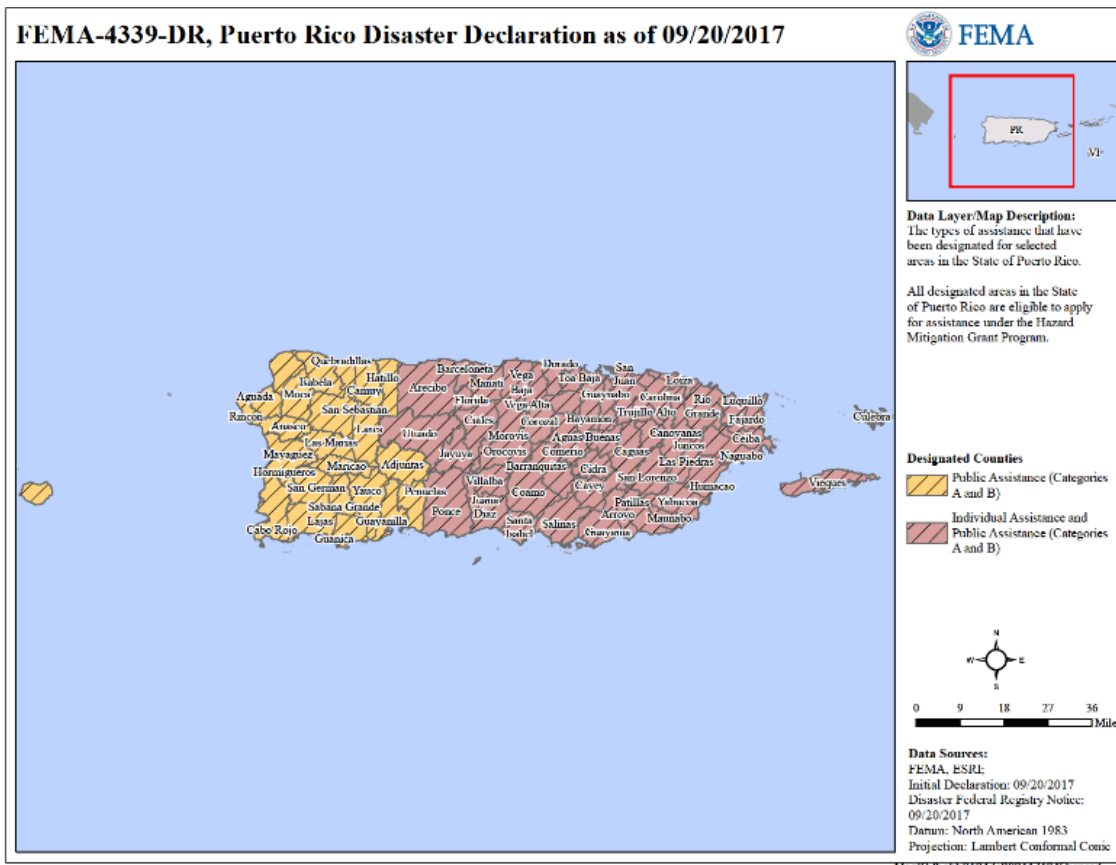 FEMA-4339-DR, Puerto Rico Disaster Declaration as of 09/20/2017
FEMA
PR
VI
Data Layer/Map Description:
The types of assistance that have
been designated for selected
areas in the State of Puerto Rico.
All designated areas in the State
of Puerto Rico are eligible to apply
for assistance under the Hazard
Mitigation Grant Program.
Quebradillas
Isabela
Hatillo
Camuy
Aguada
Moca
Rincon
San Sebastian
Anasco
Lares
Las Marias
Mayaguez
Hormigueros
Maricao
Adjuntas
San German
Yauco
Penuelas
Sabana Grande
Cabo Rojo
Lajas
Guayanilla
Guanica
Barceloneta
Arecibo
Manati
Florida
Vega
Baja
Vega Alta
Dorado
Toa Baja
San
Juan
Guaynabo
Loiza
Carolina
Rio
Grande
Luquillo
Trujillo Alto
Fajardo
Ciales
Corozal
Bayamon
Utuado
Morovis
Aguas Buenas
Canovanas
Ceiba
Culebra
Jayuya
Orocovis
Comerio
Caguas
Juncos
Naguabo
Barranquitas
Cidra
Las Piedras
Villalba
Coamo
Cayey
San Lorenzo
Humacao
Vieques
Ponce
Juana
Diaz
Santa
Isabel
Salinas
Guayama
Arroyo
Patillas
Yabucoa
Maunabo
Designated Counties
Public Assistance (Categories
A and B)
Individual Assistance and
Public Assistance (Categories
A and B)
N
W
E
S
0 9 18 27 36
Mile
Data Sources:
FEMA, ESRI;
Initial Declaration: 09/20/2017
Disaster Federal Registry Notice:
09/20/2017
Datum: North American 1983
Projection: Lambert Conformal Conic